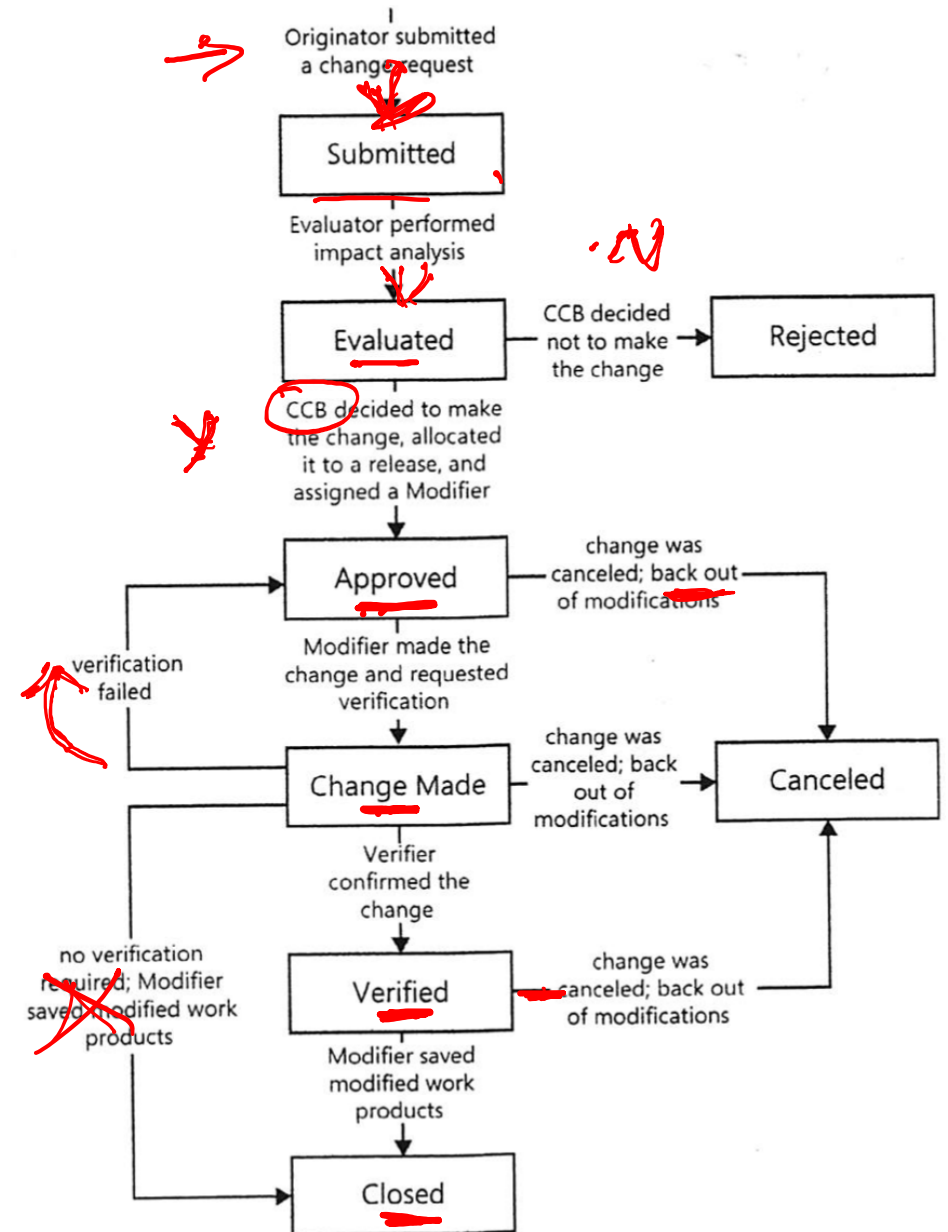 Originator submitted
a change request
Submitted
Evaluator performed
impact analysis
Evaluated
CCB decided
not to make
the change
Rejected
CCB decided to make
the change, allocated
it to a release, and
assigned a Modifier
Approved
change was
canceled; back out
of modifications
Modifier made the
change and requested
verification
verification
failed
Change Made
change was
canceled; back
out of
modifications
Canceled
Verifier
confirmed the
change
no verification
required; Modifier
saved modified work
products
Verified
change was
canceled; back out
of modifications
Modifier saved
modified work
products
Closed